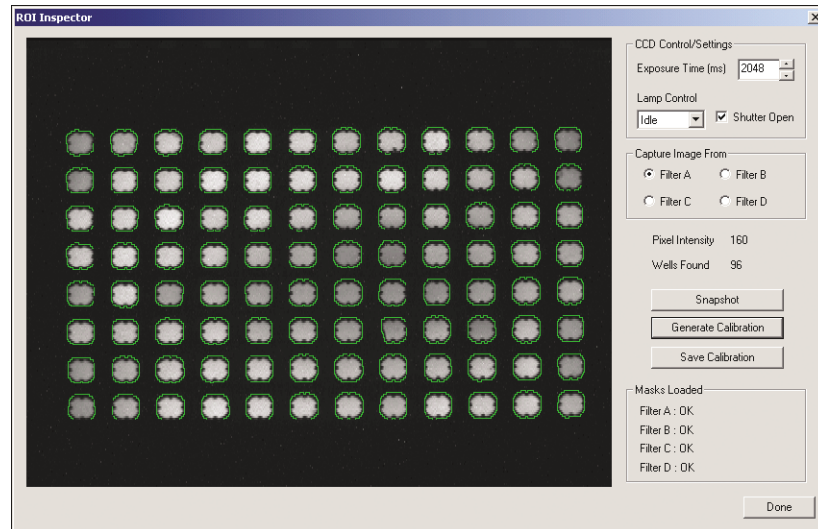 ROI Inspector
CCD Control/Settings
Exposure Time (ms) 2048
Lamp Control
Idle Shutter Open
Capture Image From
Filter A Filter B
Filter C Filter D
Pixel Intensity 160
Wells Found 96
Snapshot
Generate Calibration
Save Calibration
Masks Loaded
Filter A : OK
Filter B : OK
Filter C : OK
Filter D : OK
Done